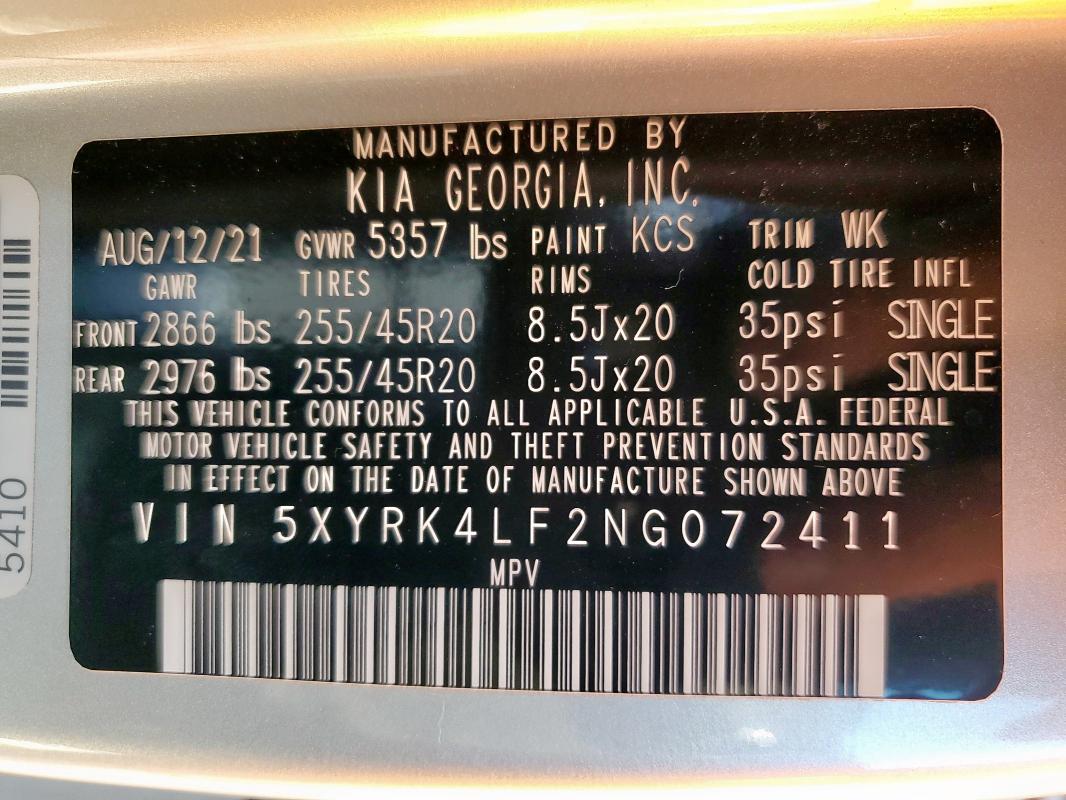 MANUFACTURED BY
KIA GEORGIA, INC.
AUG/12/21 GVWR 5357 lbs PAINT KCS TRIM WK
GAWR TIRES RIMS COLD TIRE INFL
FRONT 2866 lbs 255/45R20 8.5Jx20 35psi SINGLE
REAR 2976 lbs 255/45R20 8.5Jx20 35psi SINGLE
THIS VEHICLE CONFORMS TO ALL APPLICABLE U.S.A. FEDERAL
MOTOR VEHICLE SAFETY AND THEFT PREVENTION STANDARDS
IN EFFECT ON THE DATE OF MANUFACTURE SHOWN ABOVE
VIN 5XYRK4LF2NG072411
MPV
5410